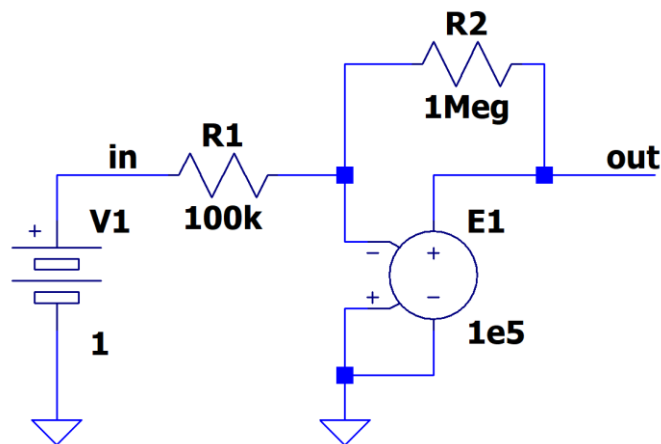 R2
1Meg
in
R1
out
100k
+
V1
E1
−
+
+
−
1
1e5